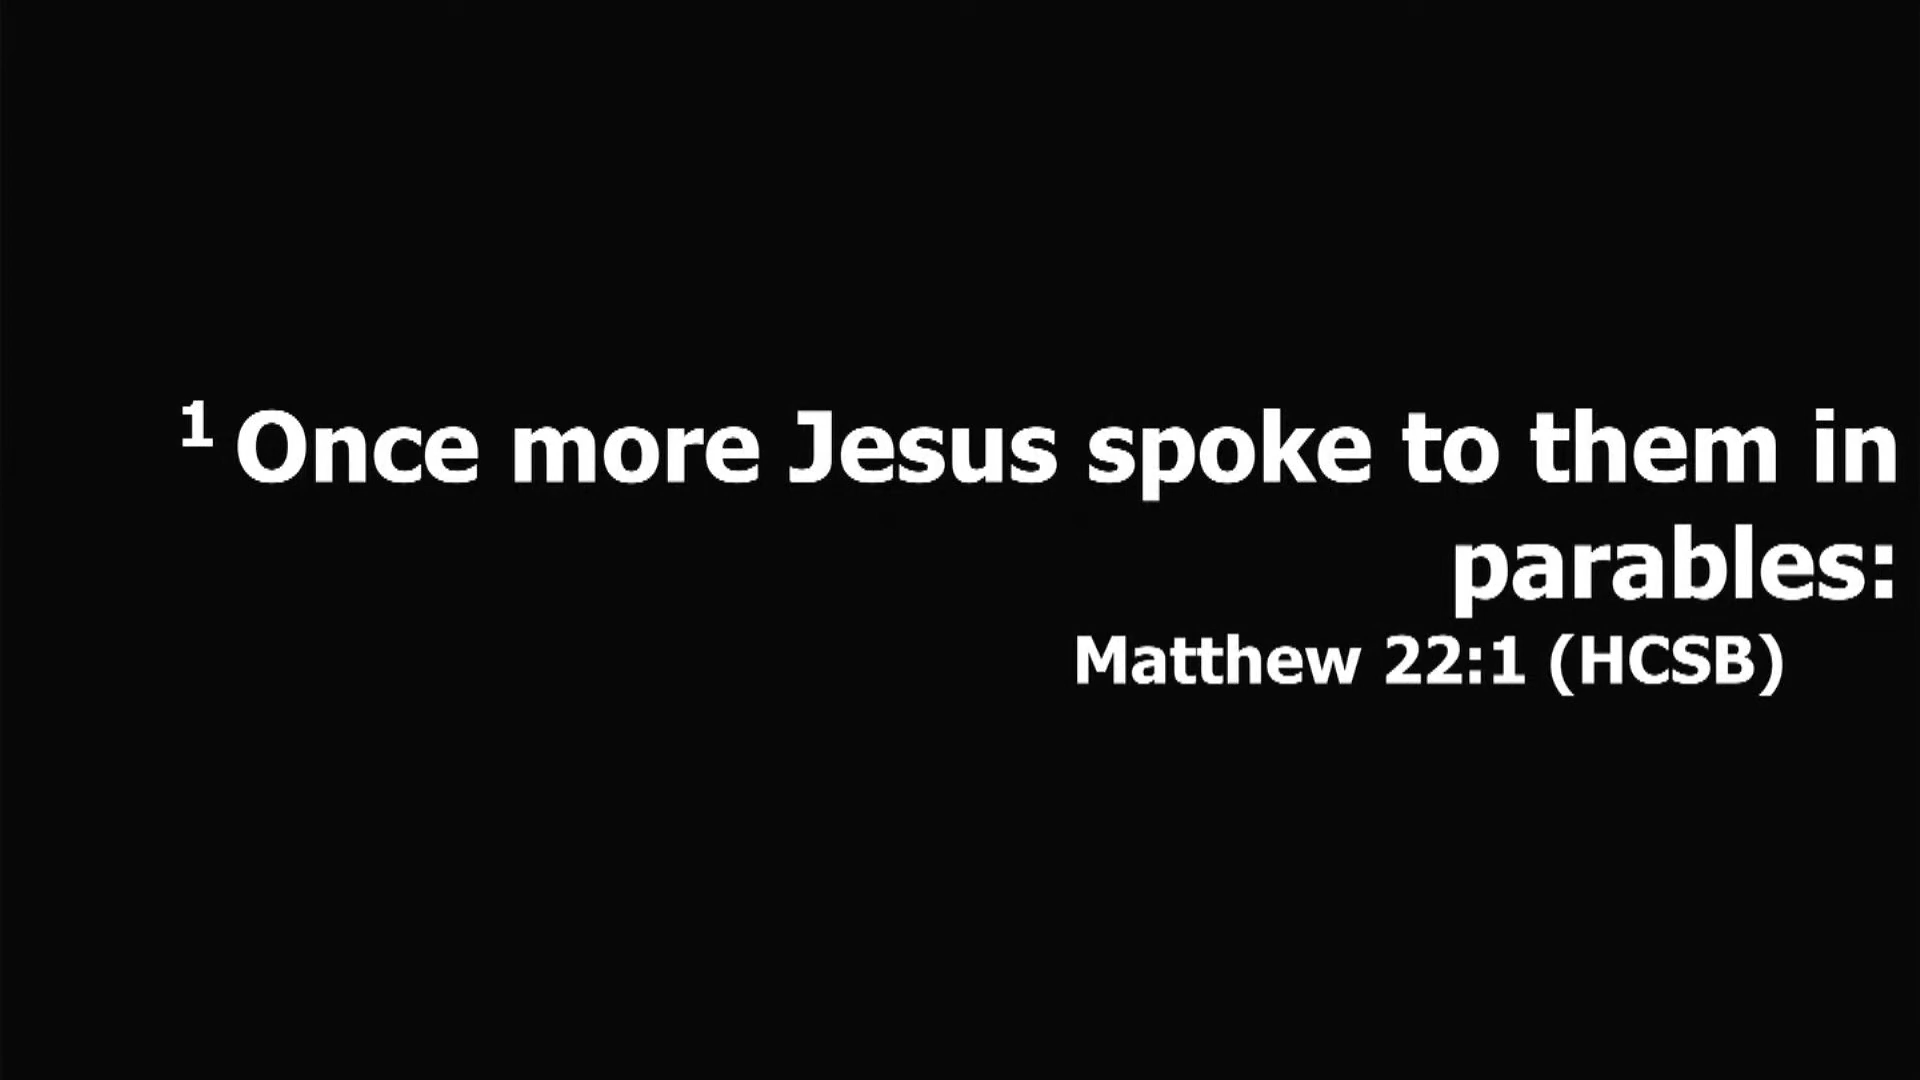 1 Once more Jesus spoke to them in
parables:
Matthew 22:1 (HCSB)